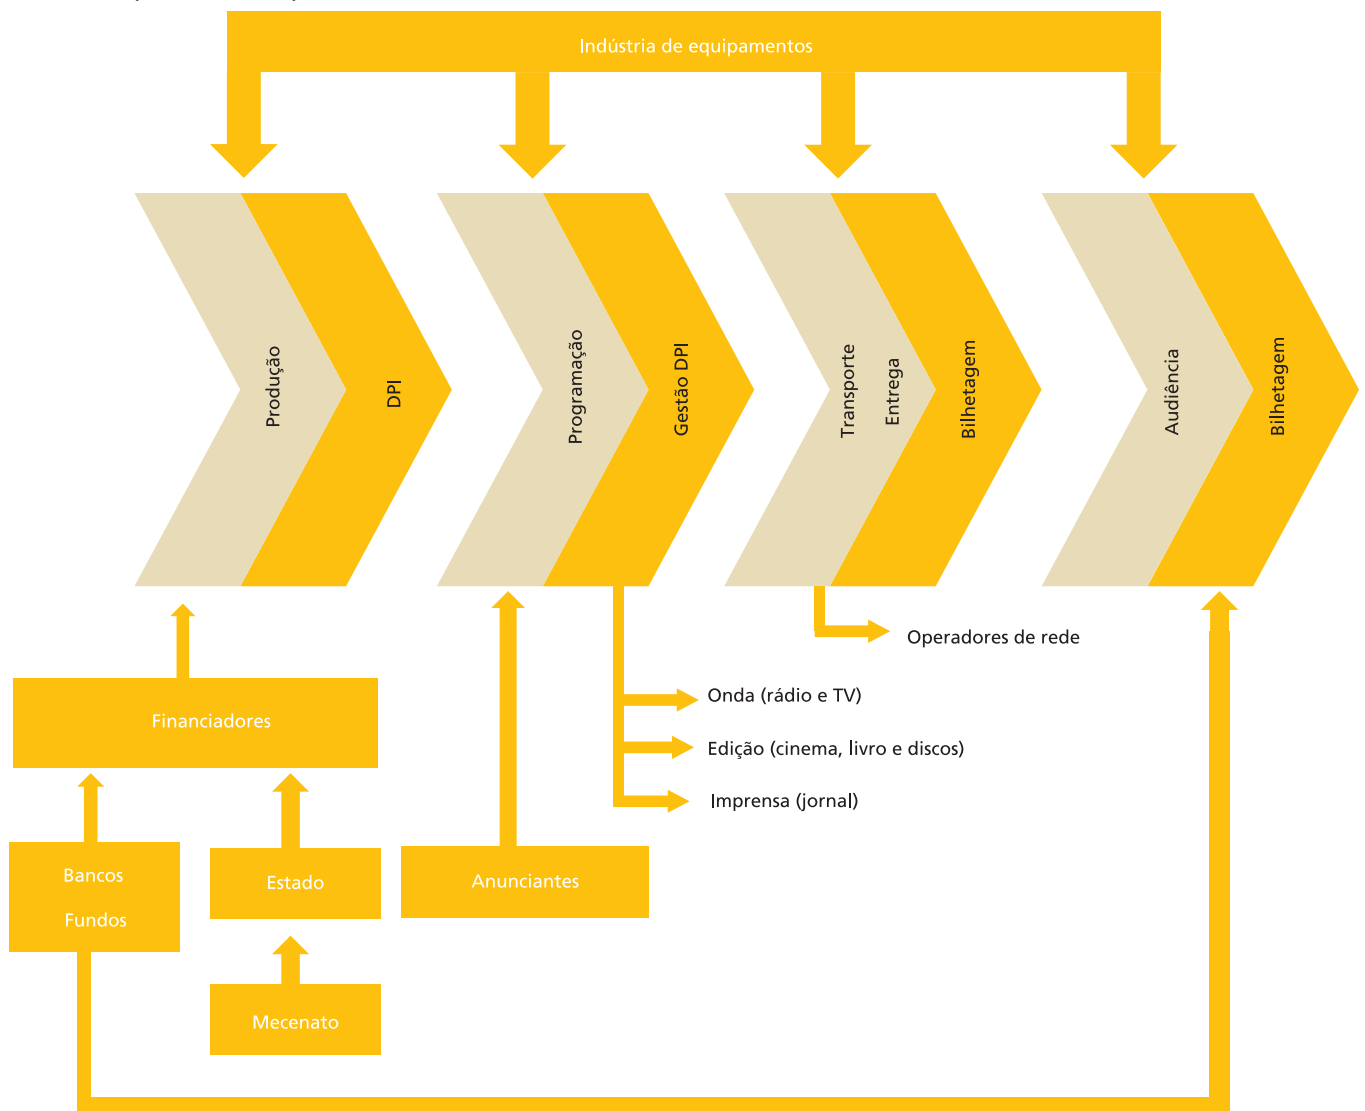 Indústria de equipamentos
Produção
DPI
Programação
Gestão DPI
Transporte
Entrega
Bilhetagem
Audiência
Bilhetagem
Operadores de rede
Onda (rádio e TV)
Edição (cinema, livro e discos)
Imprensa (jornal)
Financiadores
Bancos
Fundos
Estado
Anunciantes
Mecenato